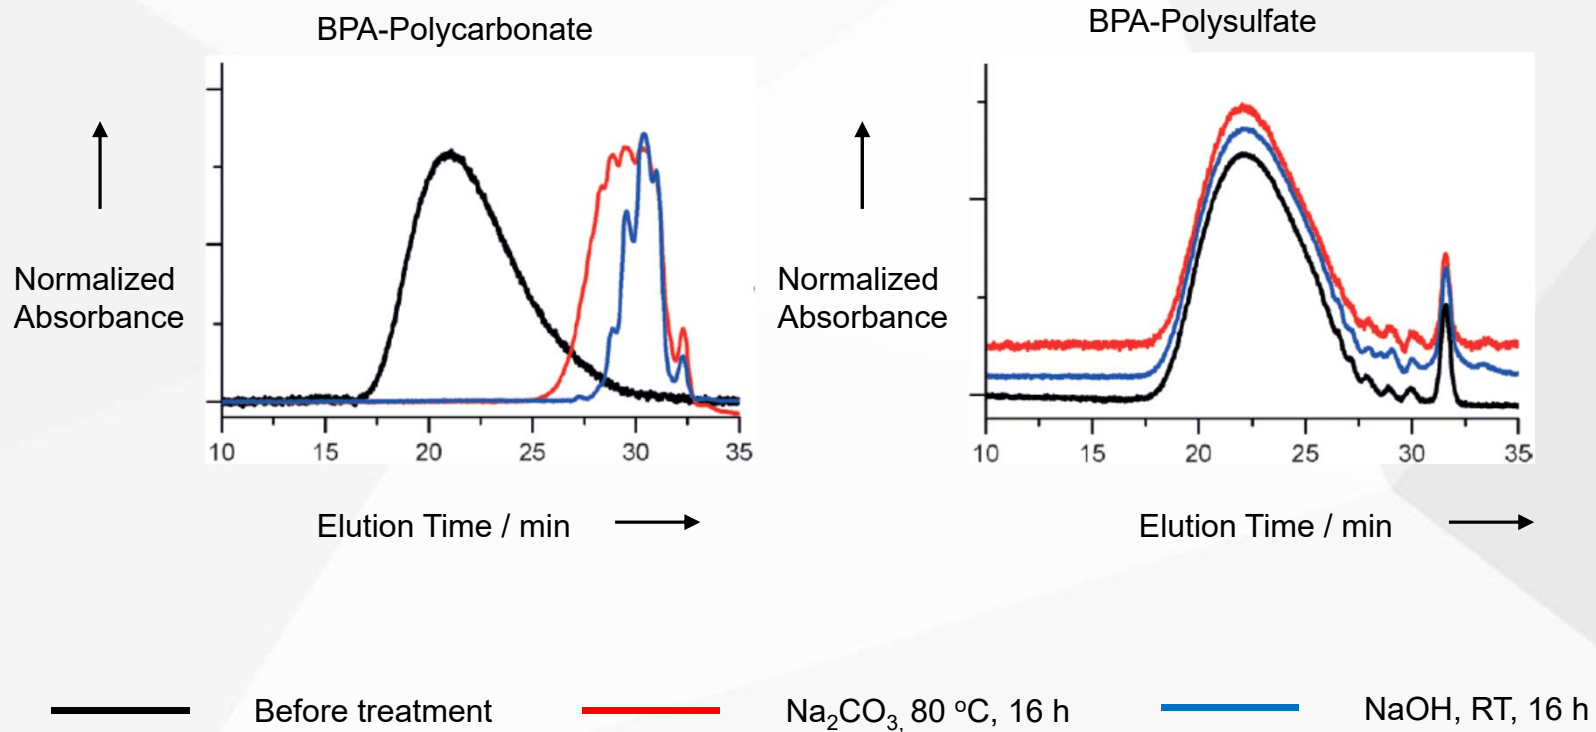 BPA-Polycarbonate
Normalized
Absorbance
10 15 20 25 30 35
Elution Time / min
BPA-Polysulfate
Normalized
Absorbance
10 15 20 25 30 35
Elution Time / min
Before treatment
Na₂CO₃, 80 °C, 16 h
NaOH, RT, 16 h